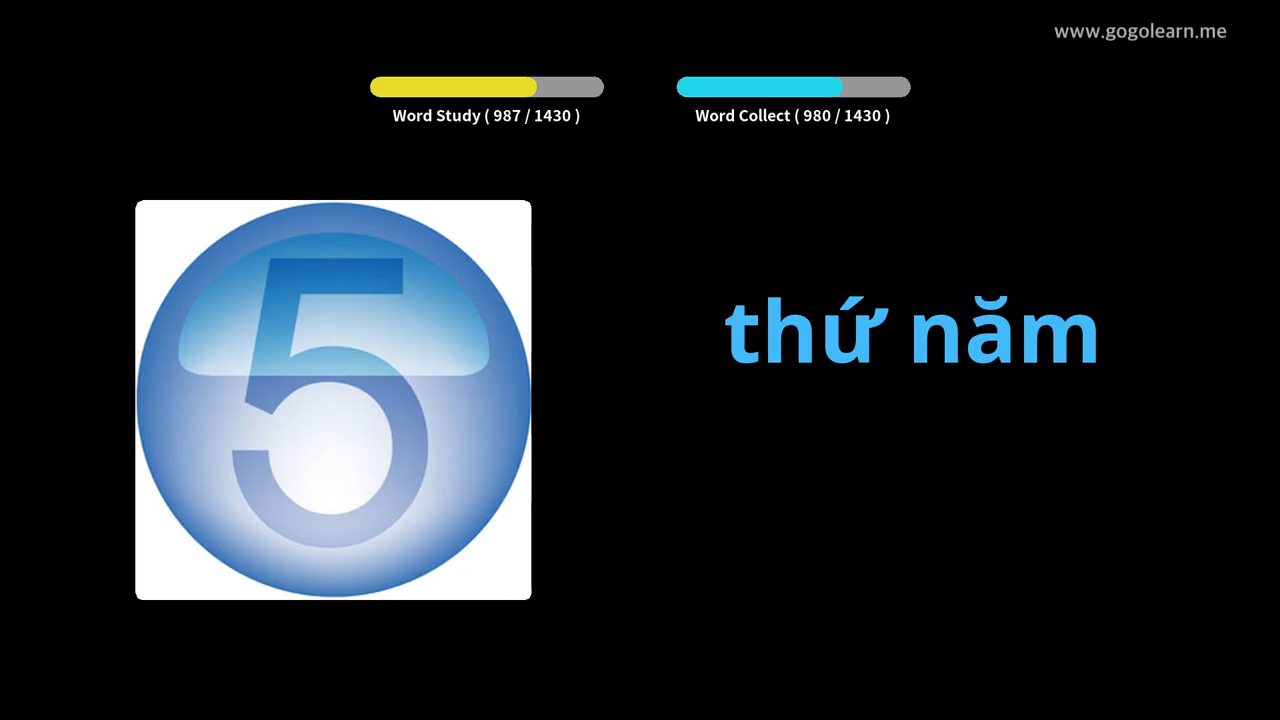 www.gogolearn.me
Word Study ( 987 / 1430 )
Word Collect ( 980 / 1430 )
5
thứ năm